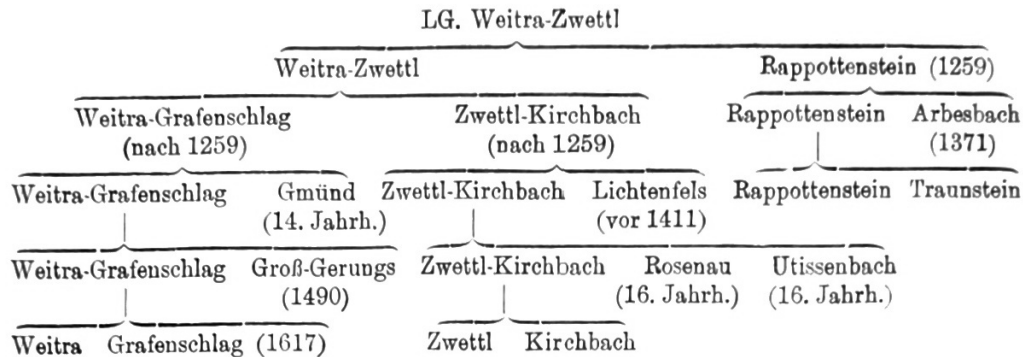 LG. Weitra-Zwettl
Weitra-Zwettl Rappottenstein (1259)
Weitra-Grafenschlag Zwettl-Kirchbach Rappottenstein Arbesbach
(nach 1259) (nach 1259) (1371)
Weitra-Grafenschlag Gmünd Zwettl-Kirchbach Lichtenfels Rappottenstein Traunstein
(14. Jahrh.) (vor 1411)
Weitra-Grafenschlag Groß-Gerungs Zwettl-Kirchbach Rosenau Utissenbach
(1490) (16. Jahrh.) (16. Jahrh.)
Weitra Grafenschlag (1617) Zwettl Kirchbach